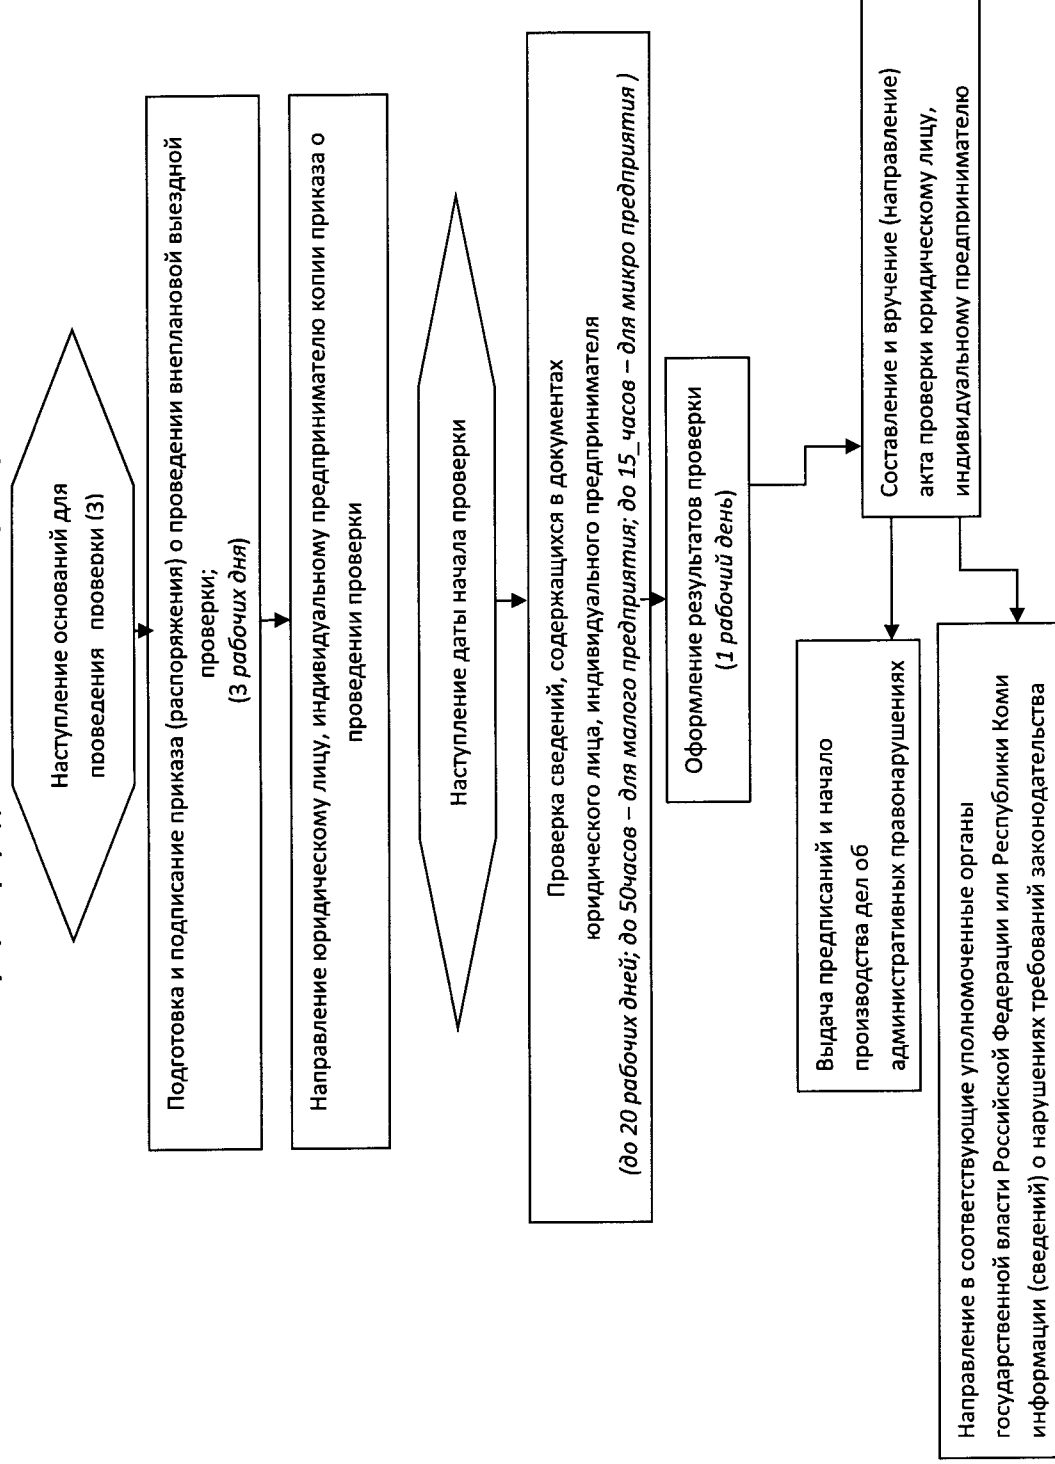 Наступление оснований для
проведения проверки (3)
Подготовка и подписание приказа (распоряжения) о проведении внеплановой выездной
проверки;
(3 рабочих дня)
Направление юридическому лицу, индивидуальному предпринимателю копии приказа о
проведении проверки
Наступление даты начала проверки
Проверка сведений, содержащихся в документах
юридического лица, индивидуального предпринимателя
(до 20 рабочих дней; до 50часов – для малого предприятия; до 15_часов – для микро предприятия )
Оформление результатов проверки
(1 рабочий день)
Составление и вручение (направление)
акта проверки юридическому лицу,
индивидуальному предпринимателю
Выдача предписаний и начало
производства дел об
административных правонарушениях
Направление в соответствующие уполномоченные органы
государственной власти Российской Федерации или Республики Коми
информации (сведений) о нарушениях требований законодательства